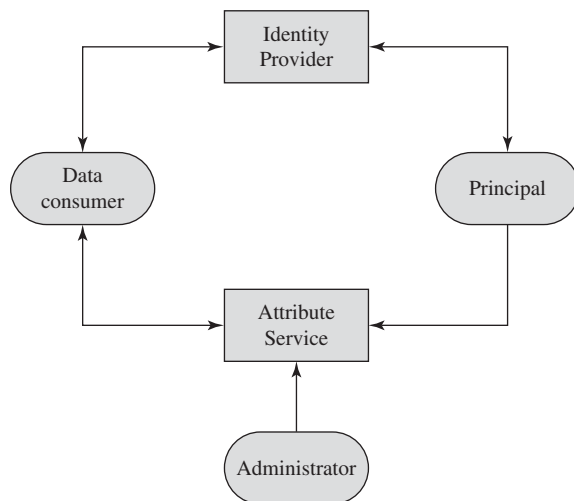 Identity
Provider
Data
consumer
Principal
Attribute
Service
Administrator